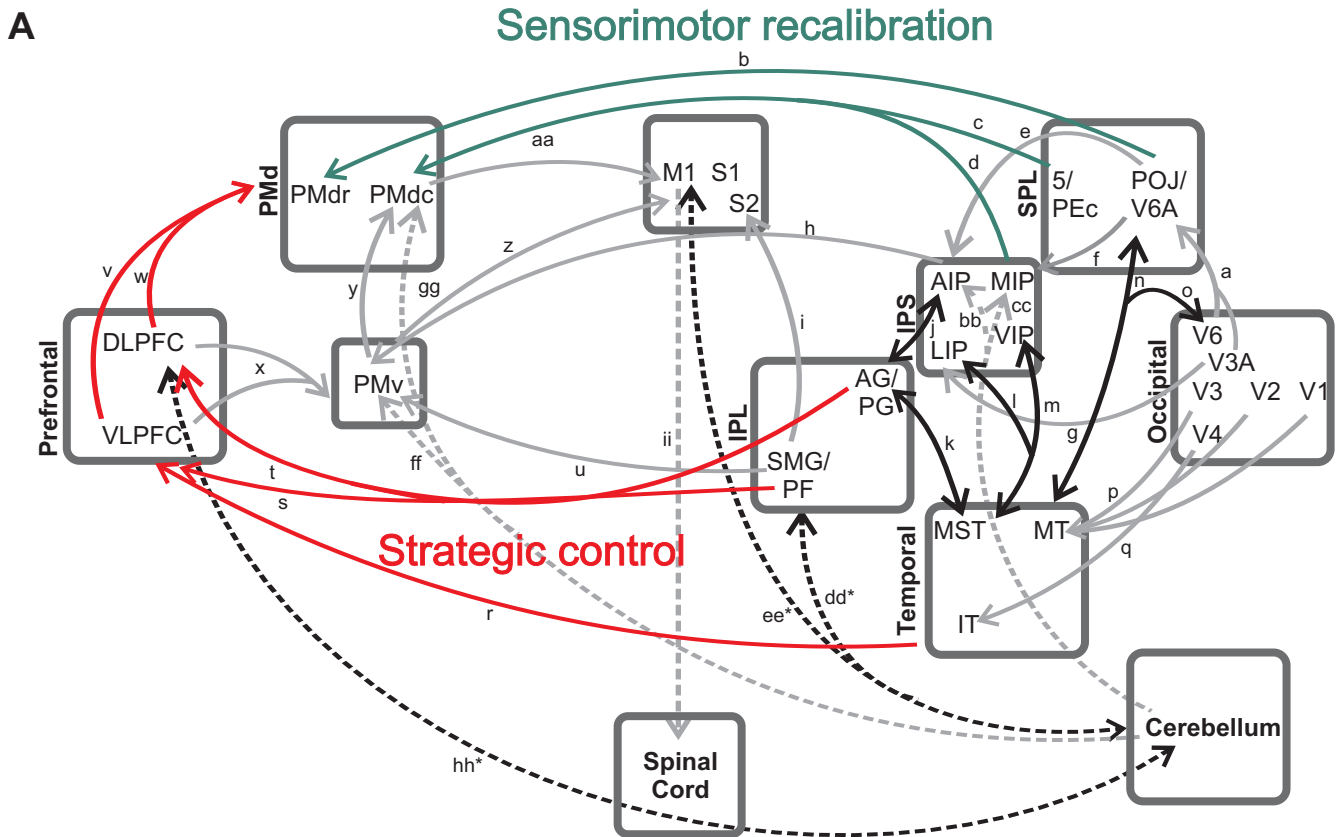 A
Sensorimotor recalibration
b
aa
c
d
e
PMd
PMdr
PMdc
M1
S1
S2
SPL
5/
PEc
POJ/
V6A
v
w
y
gg
z
h
f
a
n
o
i
IPS
AIP
MIP
bb
cc
j
LIP
VIP
Prefrontal
DLPFC
VLPFC
x
PMv
Occipital
V6
V3A
V3
V2
V1
V4
IPL
AG/
PG
SMG/
PF
l
m
g
k
p
q
t
s
ff
u
ii
Strategic control
r
ee*
dd*
Temporal
MST
MT
IT
hh*
Spinal
Cord
Cerebellum